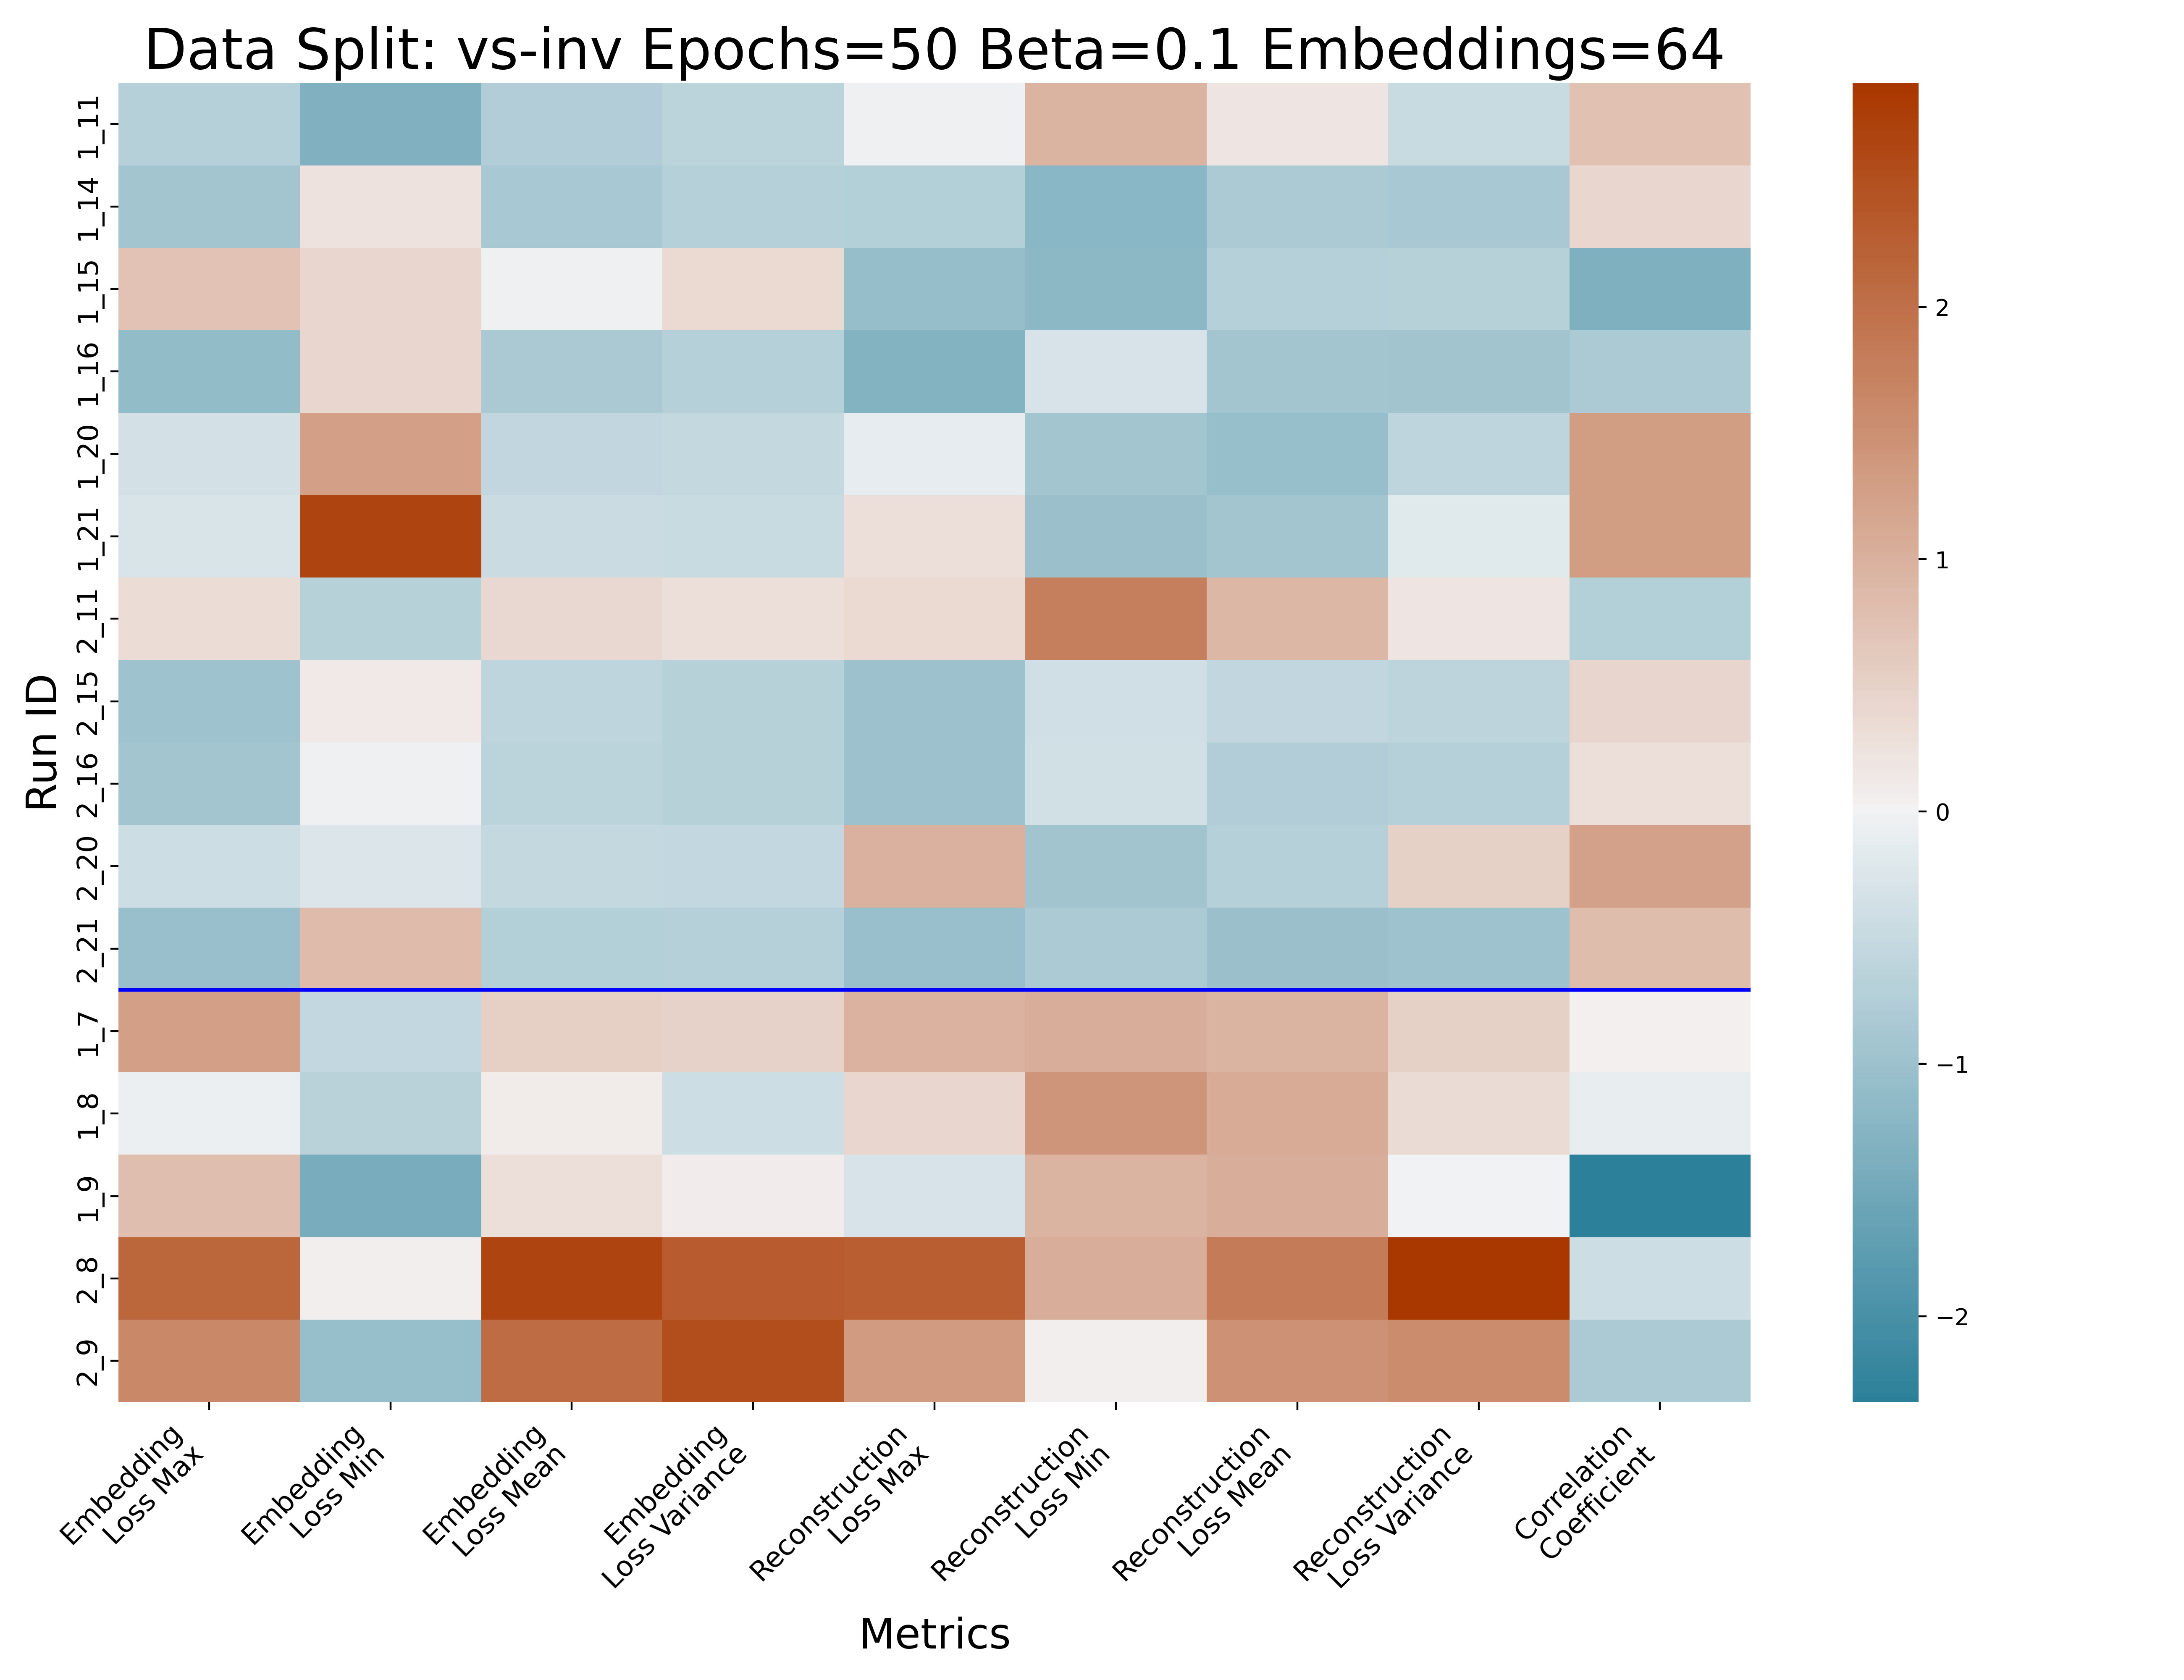 Data Split: vs-inv Epochs=50 Beta=0.1 Embeddings=64
Run ID
1_11
1_14
1_15
1_16
1_20
1_21
2_11
2_15
2_16
2_20
2_21
1_7
1_8
1_9
2_8
2_9
Embedding
Loss Max
Embedding
Loss Min
Embedding
Loss Mean
Embedding
Loss Variance
Reconstruction
Loss Max
Reconstruction
Loss Min
Reconstruction
Loss Mean
Reconstruction
Loss Variance
Correlation
Coefficient
Metrics
2
1
0
−1
−2